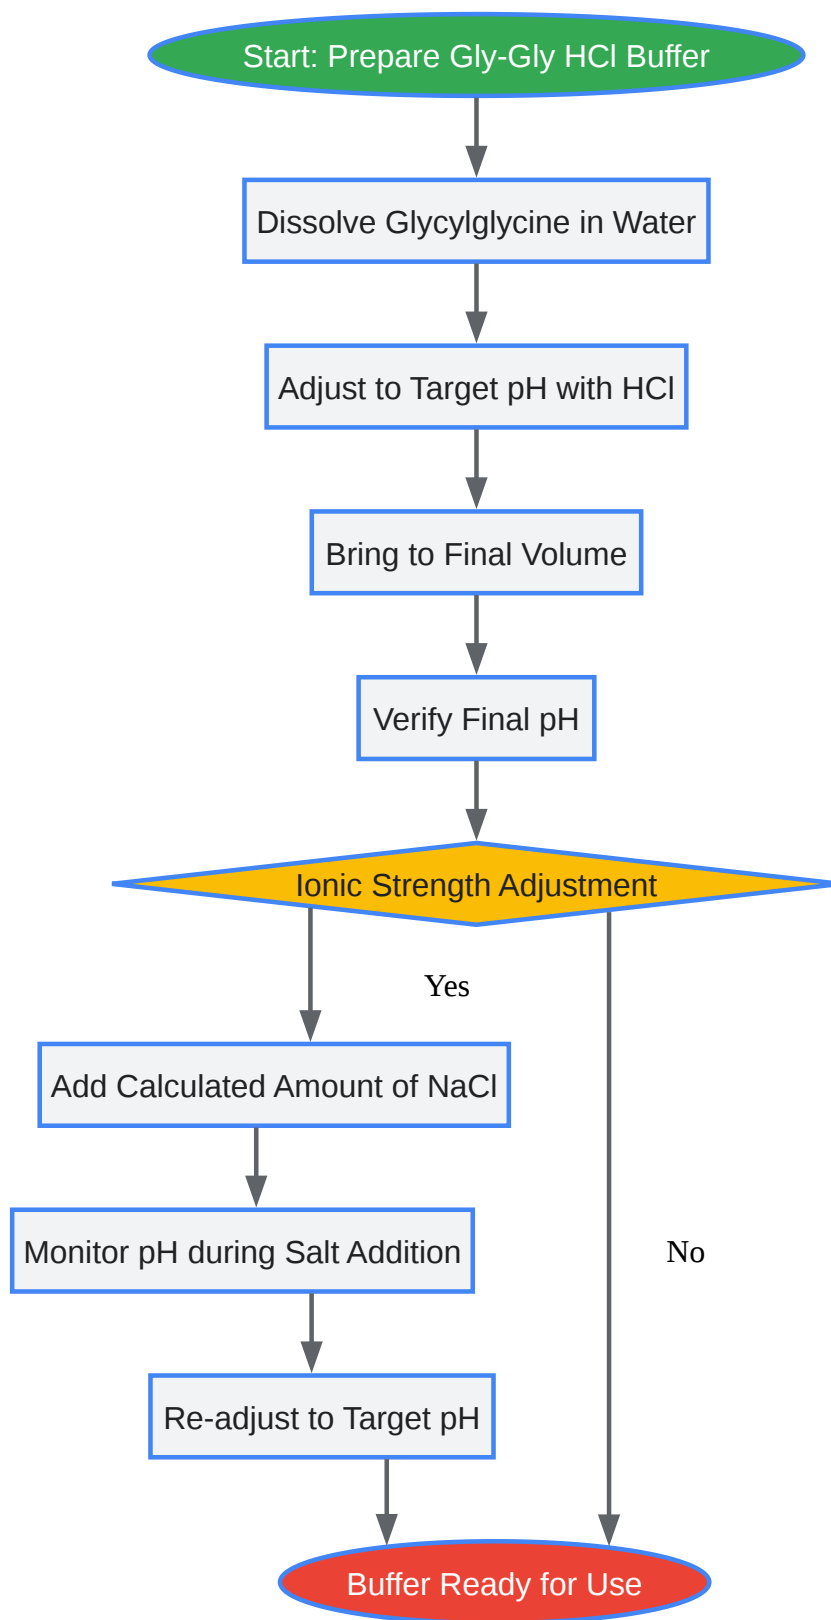 Start: Prepare Gly-Gly HCl Buffer
Dissolve Glycylglycine in Water
Adjust to Target pH with HCl
Bring to Final Volume
Verify Final pH
Ionic Strength Adjustment
Yes
Add Calculated Amount of NaCl
Monitor pH during Salt Addition
No
Re-adjust to Target pH
Buffer Ready for Use